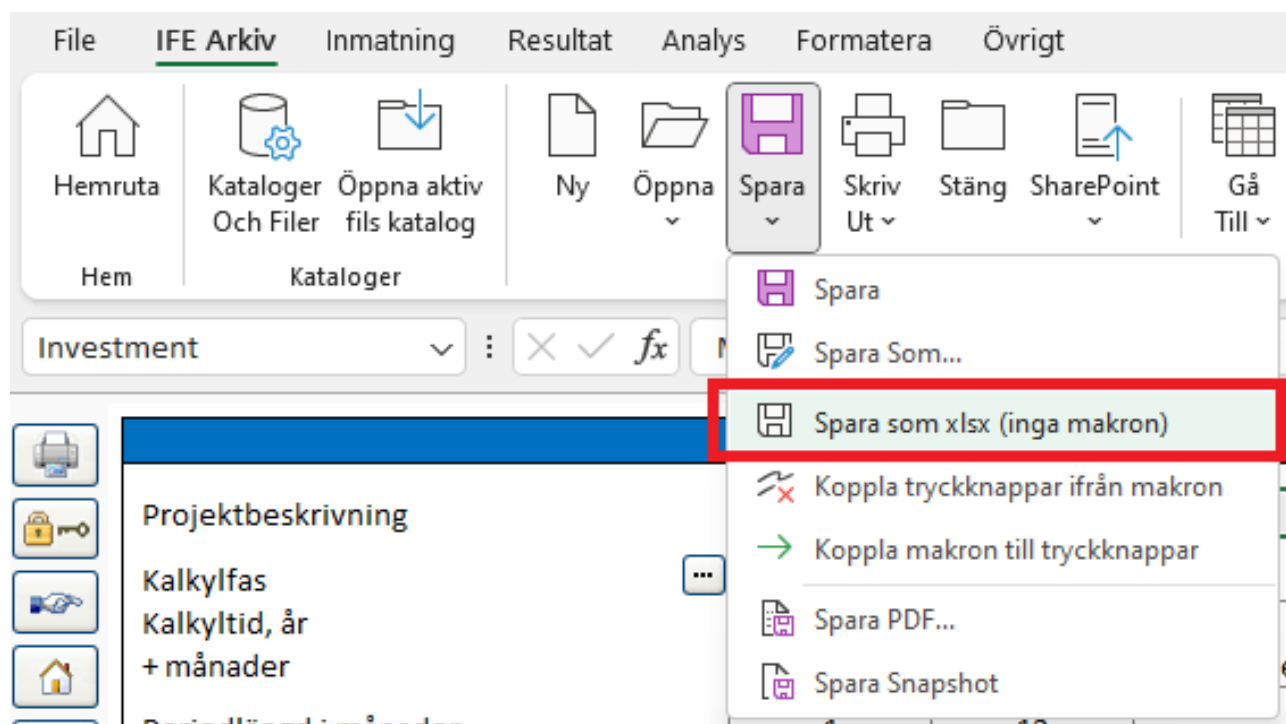 File IFE Arkiv Inmatning Resultat Analys Formatera Övrigt
Hemruta Kataloger Öppna aktiv Ny Öppna Spara Skriv Stäng SharePoint Gå
Och Filer fils katalog Ut Till
Hem Kataloger
Investment fx
Spara
Spara Som...
Spara som xlsx (inga makron)
Koppla tryckknappar ifrån makron
Koppla makron till tryckknappar
Spara PDF...
Spara Snapshot
Projektbeskrivning
Kalkylfas ...
Kalkyltid, år
+ månader